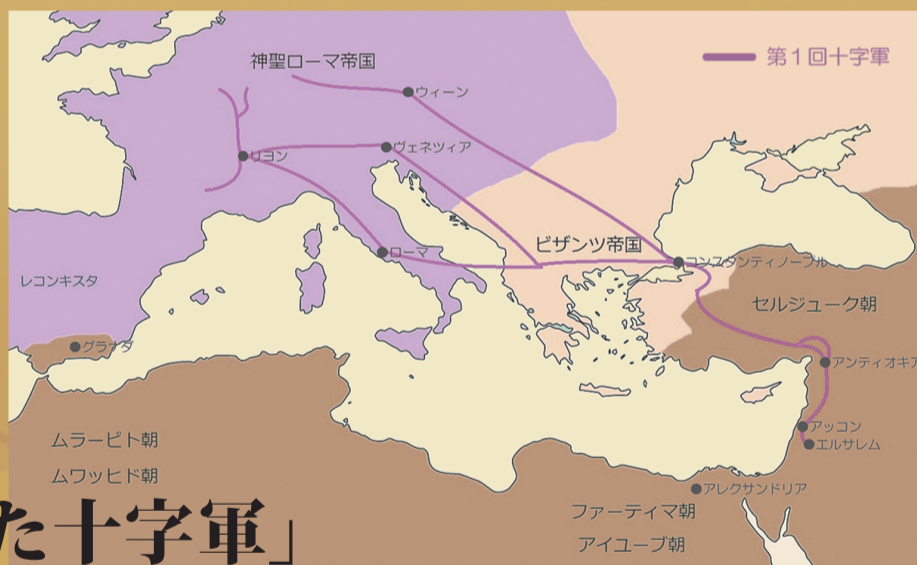 神聖ローマ帝国
第1回十字軍
ウィーン
リヨン
ヴェネツィア
ビザンツ帝国
ローマ
コンスタンティノープル
レコンキスタ
セルジューク朝
グラナダ
アンティオキア
アッコン
エルサレム
ムラービト朝
ムワッヒド朝
アレクサンドリア
ファーティマ朝
アイユーブ朝
た十字軍」